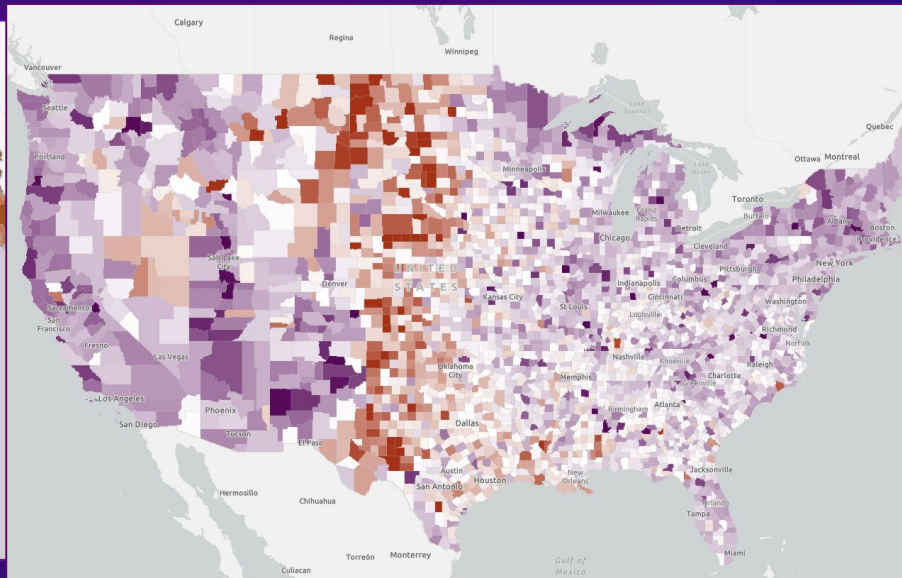 Calgary
Regina
Winnipeg
Vancouver
Seattle
Lake
Superior
Quebec
Portland
Ottawa
Montreal
Minneapolis
Lake
Huron
Toronto
Milwaukee
Grand
Rapids
Buffalo
Albany
Boston
Detroit
Providence
Chicago
Cleveland
Salt Lake
City
UNITED
STATES
New York
Pittsburgh
Denver
Indianapolis
Columbus
Philadelphia
Sacramento
Kansas City
St Louis
Cincinnati
Washington
San
Francisco
Louisville
Richmond
Fresno
Norfolk
Las Vegas
Nashville
Knoxville
Raleigh
Oklahoma
City
Memphis
Charlotte
Greenville
Los Angeles
Phoenix
Birmingham
Atlanta
San Diego
Dallas
Tucson
El Paso
Jacksonville
Austin
Houston
New
Orleans
San Antonio
Hermosillo
Orlando
Chihuahua
Tampa
Miami
Torreón
Monterrey
Gulf of
Mexico
Culiacan